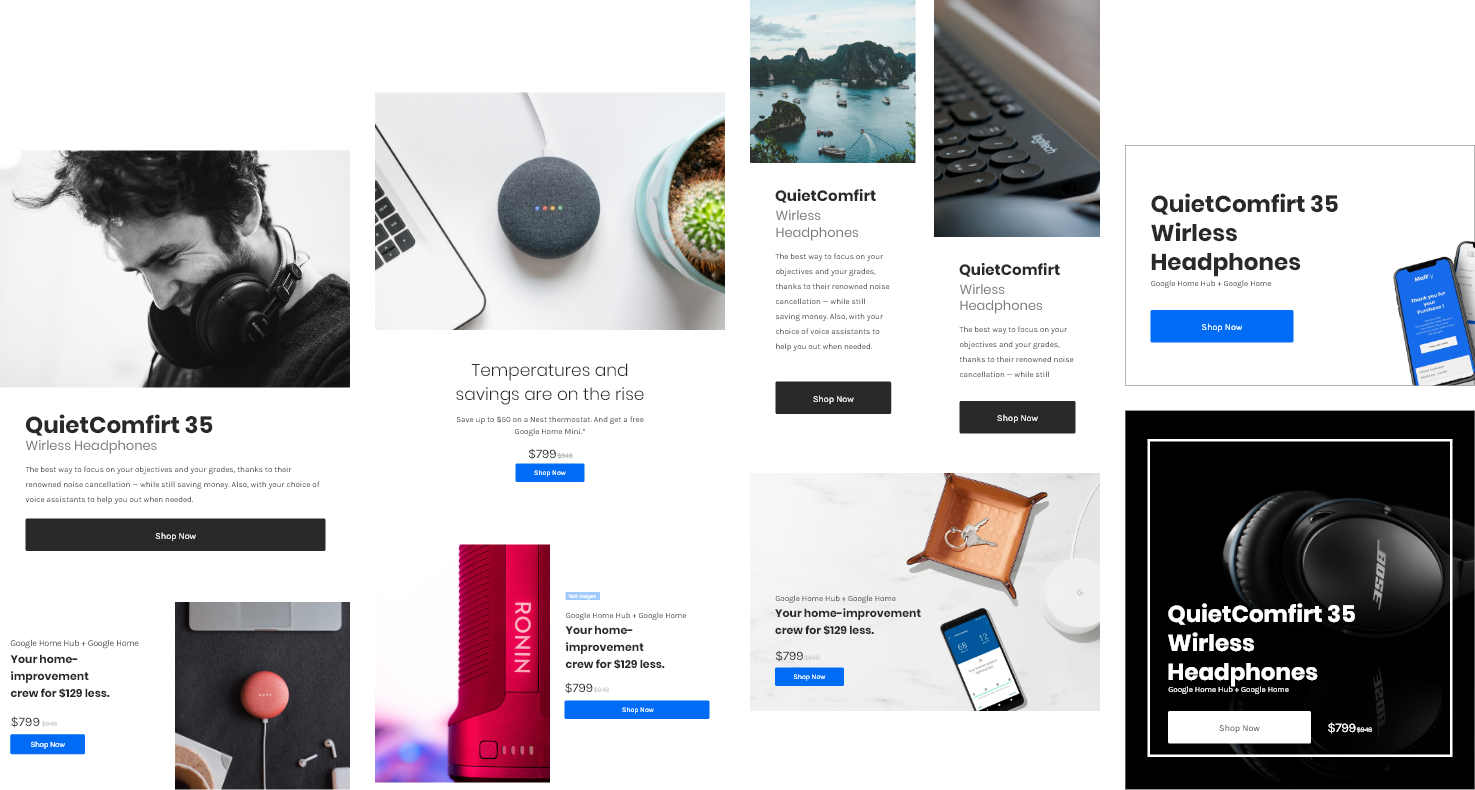 QuietComfirt 35
Wirless Headphones
The best way to focus on your objectives and your grades, thanks to their
renowned noise cancellation — while still saving money. Also, with your choice of
voice assistants to help you out when needed.
Shop Now
Google Home Hub + Google Home
Your home-
improvement
crew for $129 less.
$799 $948
Shop Now
Temperatures and
savings are on the rise
Save up to $50 on a Nest thermostat. And get a free
Google Home Mini.*
$799 $948
Shop Now
RONIN
Tech Gadgets
Google Home Hub + Google Home
Your home-
improvement
crew for $129 less.
$799 $948
Shop Now
QuietComfirt
Wirless
Headphones
The best way to focus on your
objectives and your grades,
thanks to their renowned noise
cancellation — while still
saving money. Also, with your
choice of voice assistants to
help you out when needed.
Shop Now
logitech
QuietComfirt
Wirless
Headphones
The best way to focus on your
objectives and your grades,
thanks to their renowned noise
cancellation — while still
Shop Now
Google Home Hub + Google Home
Your home-improvement
crew for $129 less.
$799 $948
Shop Now
G
68
12
QuietComfirt 35
Wirless
Headphones
Google Home Hub + Google Home
Shop Now
Thank you for
your
Purchase !
BOSE
QuietComfirt 35
Wirless
Headphones
Google Home Hub + Google Home
Shop Now
$799 $948